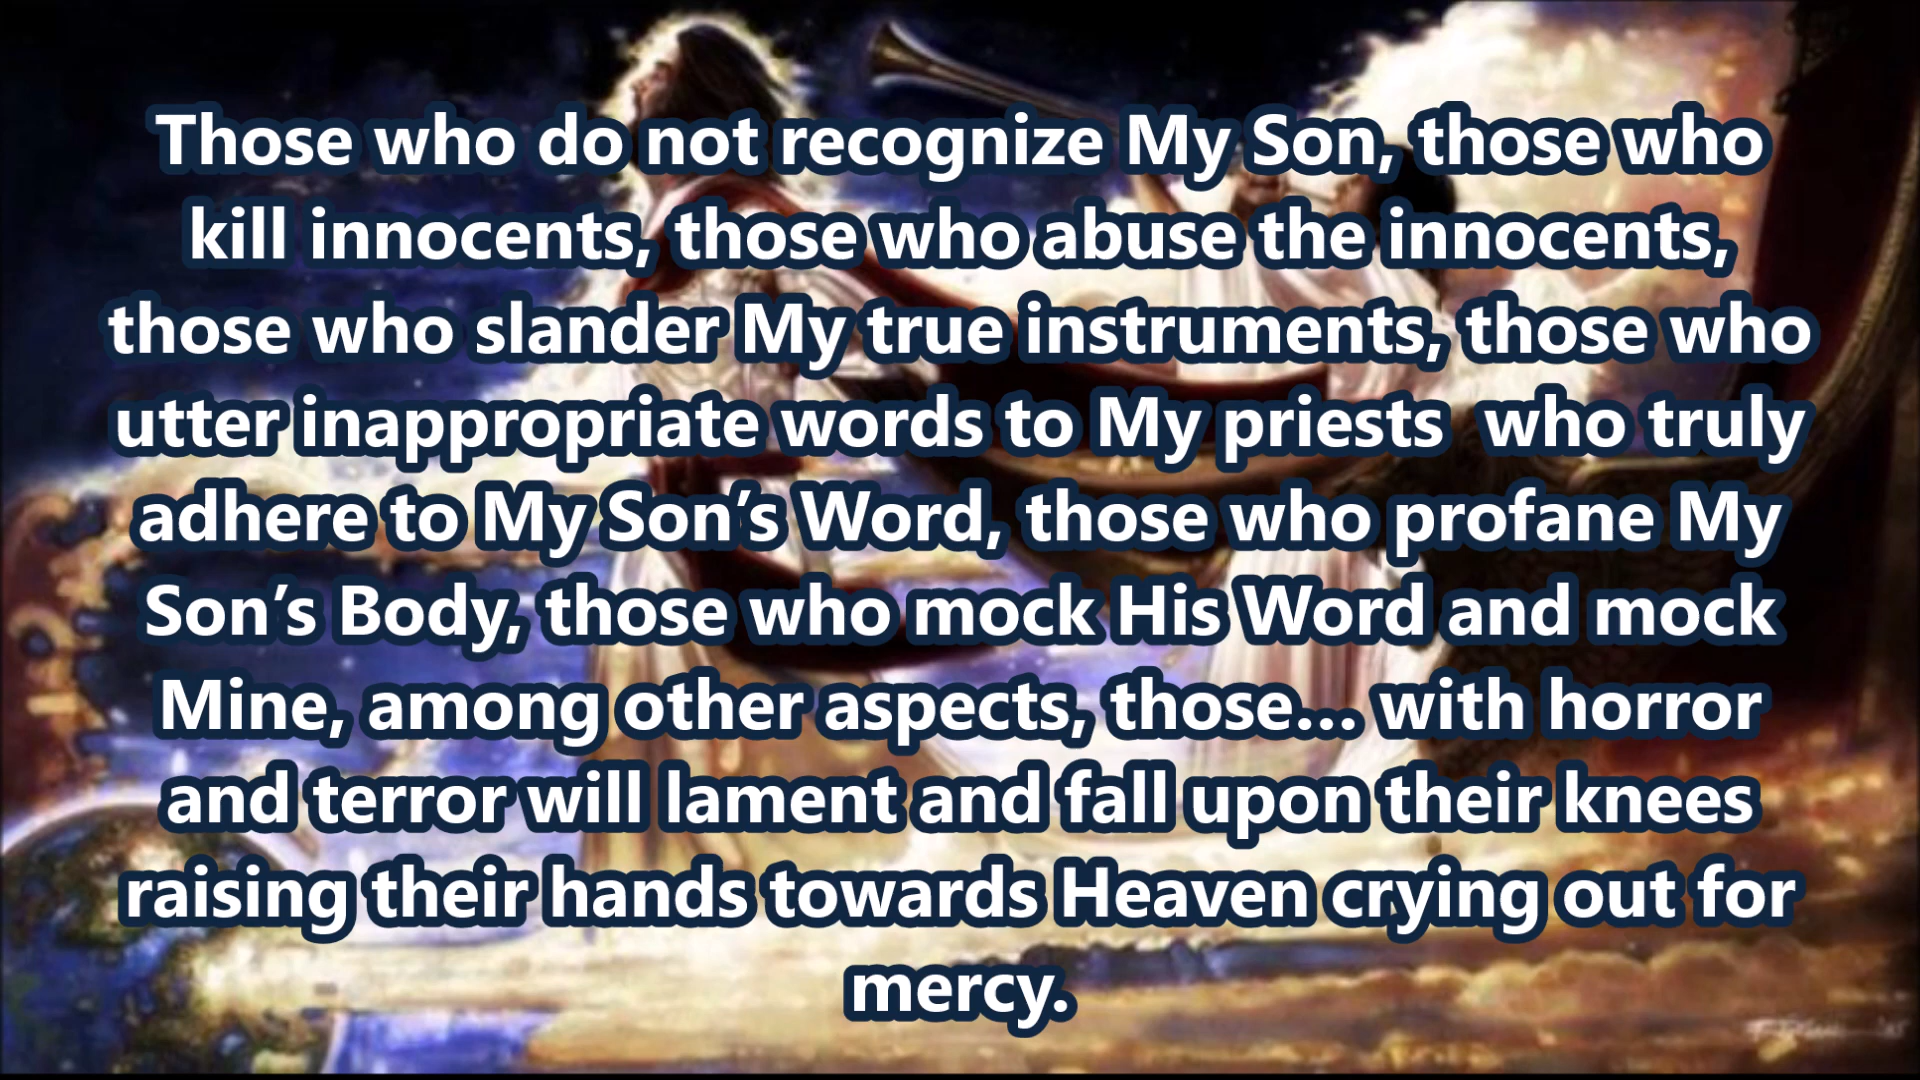 Those who do not recognize My Son, those who
kill innocents, those who abuse the innocents,
those who slander My true instruments, those who
utter inappropriate words to My priests  who truly
adhere to My Son’s Word, those who profane My
Son’s Body, those who mock His Word and mock
Mine, among other aspects, those… with horror
and terror will lament and fall upon their knees
raising their hands towards Heaven crying out for
mercy.